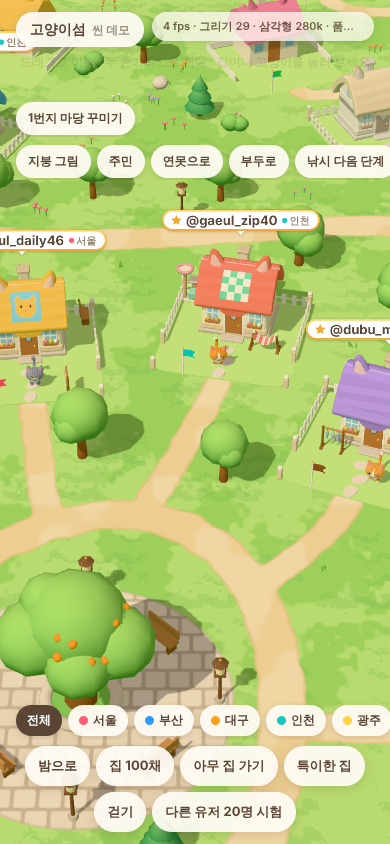 고양이섬 씬 데모
4 fps · 그리기 29 · 삼각형 280k · 품…
인천
1번지 마당 꾸미기
지붕 그림
주민
연못으로
부두로
낚시 다음 단계
@gaeul_zip40 인천
ul_daily46 서울
@dubu_m
전체
서울
부산
대구
인천
광주
밤으로
집 100채
아무 집 가기
특이한 집
걷기
다른 유저 20명 시험